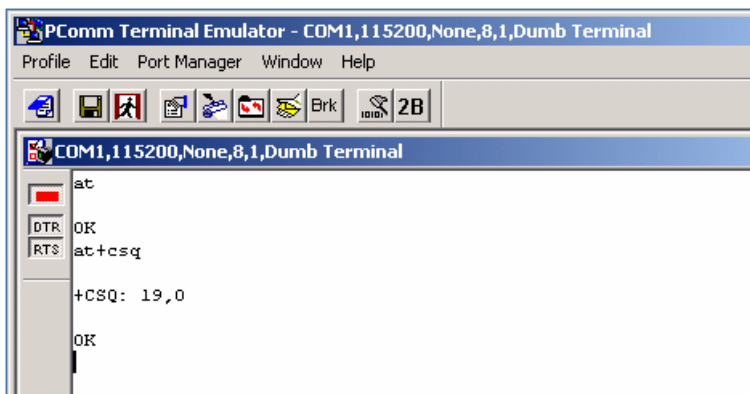 PComm Terminal Emulator - COM1,115200,None,8,1,Dumb Terminal
Profile Edit Port Manager Window Help
Brk 2B
COM1,115200,None,8,1,Dumb Terminal
at
OK
at+csq
+CSQ: 19,0
OK
DTR
RTS